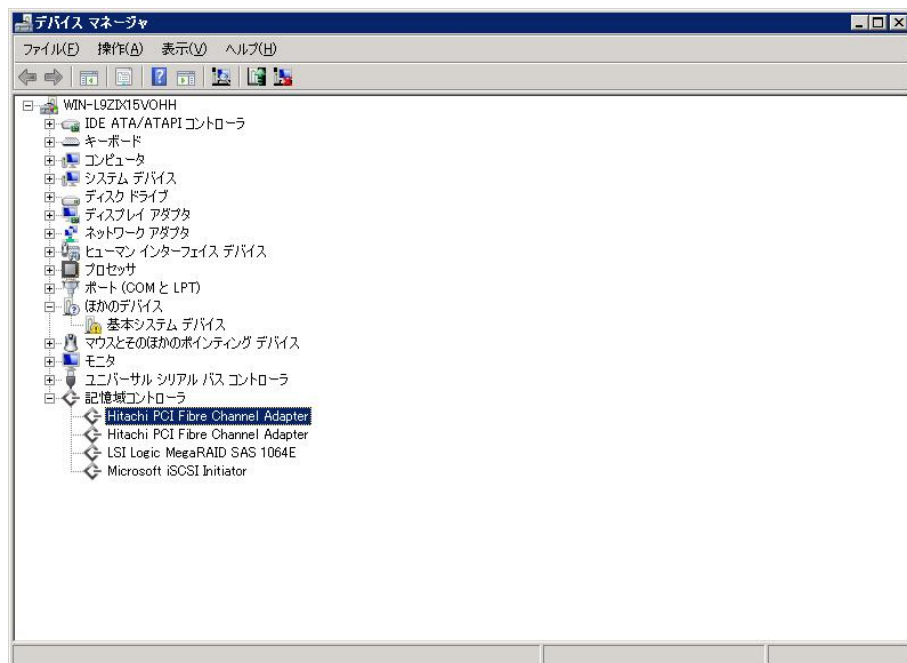 デバイス マネージャ
ファイル(F) 操作(A) 表示(V) ヘルプ(H)
WIN-L9ZIX15VOHH
IDE ATA/ATAPI コントローラ
キーボード
コンピュータ
システム デバイス
ディスク ドライブ
ディスプレイ アダプタ
ネットワーク アダプタ
ヒューマン インターフェイス デバイス
プロセッサ
ポート (COM と LPT)
ほかのデバイス
基本システム デバイス
マウスとそのほかのポインティング デバイス
モニタ
ユニバーサル シリアル バス コントローラ
記憶域コントローラ
Hitachi PCI Fibre Channel Adapter
Hitachi PCI Fibre Channel Adapter
LSI Logic MegaRAID SAS 1064E
Microsoft iSCSI Initiator